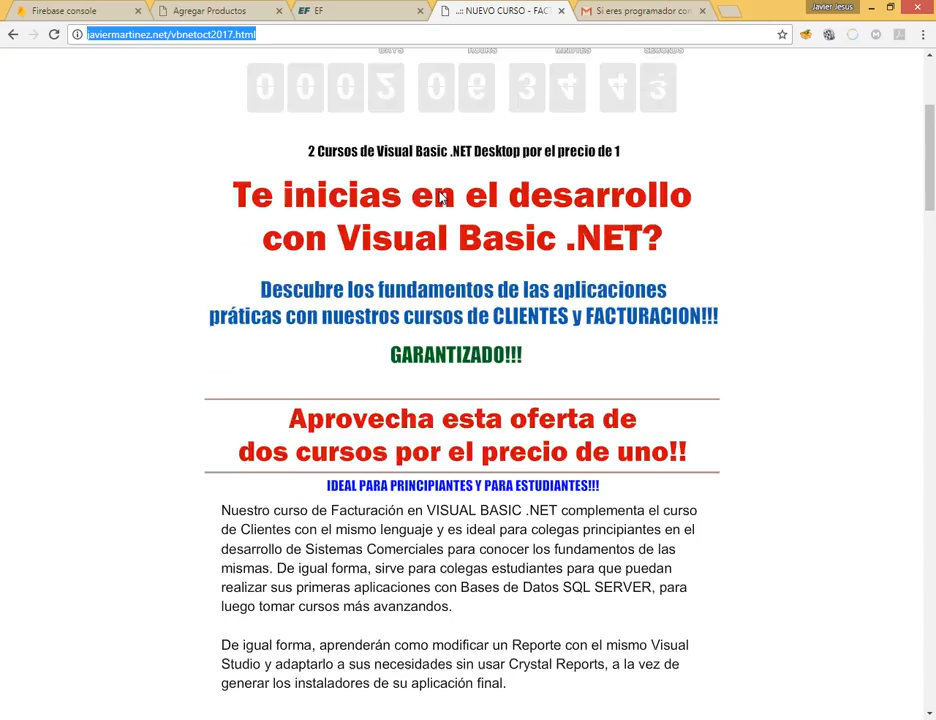 Firebase console
Agregar Productos
EF EF
..:: NUEVO CURSO - FAC
Si eres programador con
Javier Jesús
javiermartinez.net/vbnetoct2017.html
DAYS HOURS MINUTES SECONDS
0 0 0 2 0 6 3 4 4
2 Cursos de Visual Basic .NET Desktop por el precio de 1
Te inicias en el desarrollo
con Visual Basic .NET?
Descubre los fundamentos de las aplicaciones
práticas con nuestros cursos de CLIENTES y FACTURACION!!!
GARANTIZADO!!!
Aprovecha esta oferta de
dos cursos por el precio de uno!!
IDEAL PARA PRINCIPIANTES Y PARA ESTUDIANTES!!!
Nuestro curso de Facturación en VISUAL BASIC .NET complementa el curso
de Clientes con el mismo lenguaje y es ideal para colegas principiantes en el
desarrollo de Sistemas Comerciales para conocer los fundamentos de las
mismas. De igual forma, sirve para colegas estudiantes para que puedan
realizar sus primeras aplicaciones con Bases de Datos SQL SERVER, para
luego tomar cursos más avanzandos.
De igual forma, aprenderán como modificar un Reporte con el mismo Visual
Studio y adaptarlo a sus necesidades sin usar Crystal Reports, a la vez de
generar los instaladores de su aplicación final.